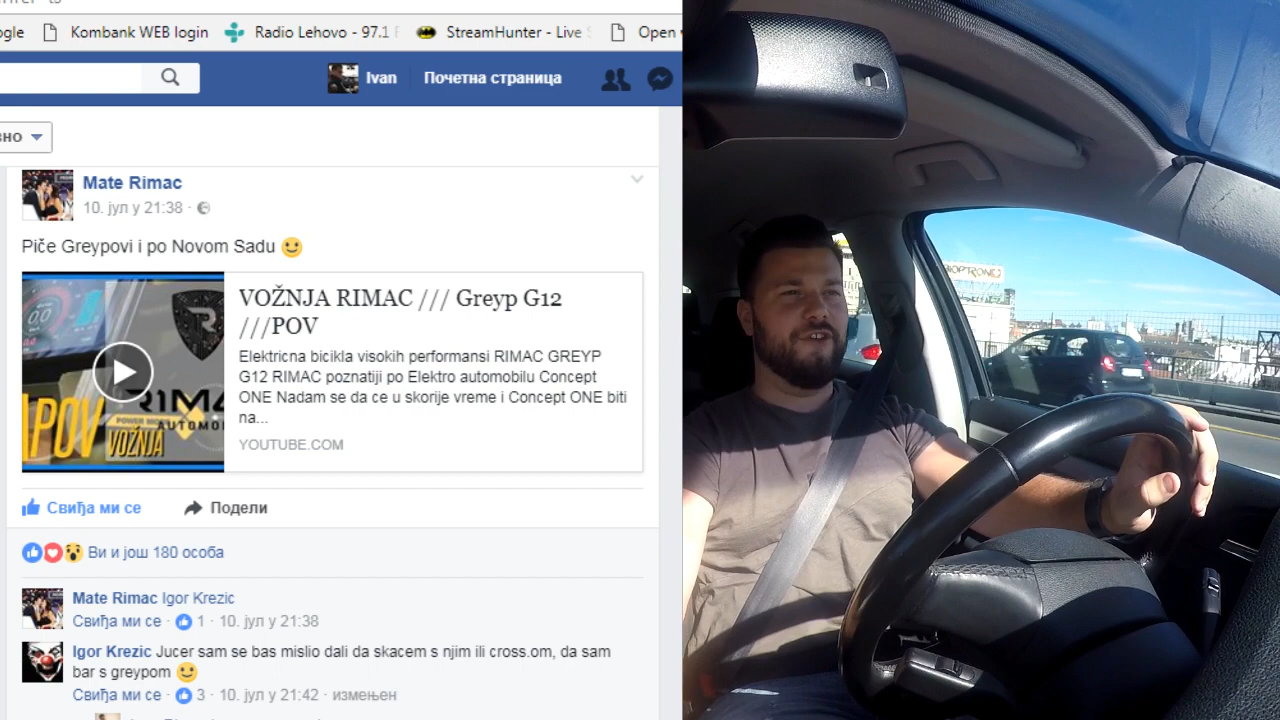 Kombank WEB login
Radio Lehovo - 97.1
StreamHunter - Live
Open
Ivan
Почетна страница
Mate Rimac
10. јул у 21:38
Piče Greypovi i po Novom Sadu
VOŽNJA RIMAC /// Greyp G12
///POV
Elektricna bicikla visokih performansi RIMAC GREYP
G12 RIMAC poznatiji po Elektro automobilu Concept
ONE Nadam se da ce u skorije vreme i Concept ONE biti
na...
YOUTUBE.COM
0.0
R
POV
VOŽNJA
Свиђа ми се
Подели
Ви и још 180 особа
Mate Rimac Igor Krezic
Свиђа ми се · 1 · 10. јул у 21:38
Igor Krezic Jucer sam se bas mislio dali da skacem s njim ili cross.om, da sam
bar s greypom
Свиђа ми се · 3 · 10. јул у 21:42 · измењен